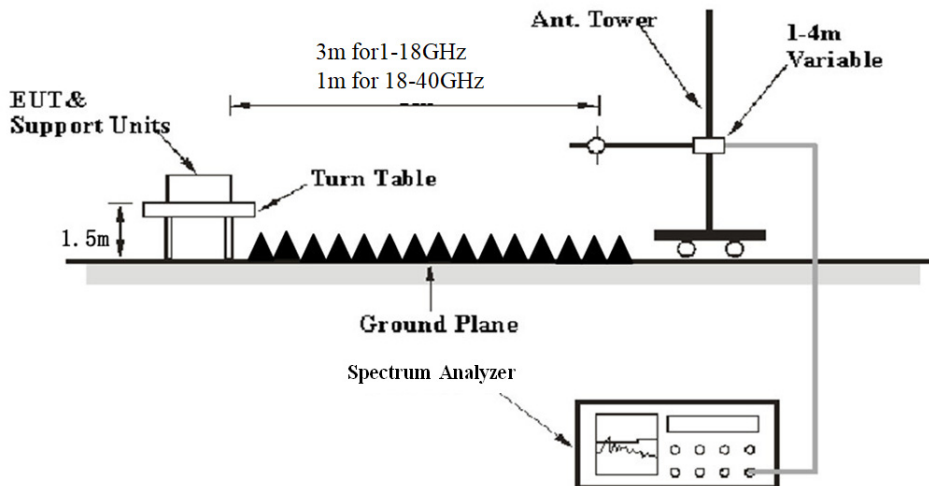 Ant. Tower
1-4m
Variable
3m for1-18GHz
1m for 18-40GHz
EUT&
Support Units
Turn Table
1.5m
Ground Plane
Spectrum Analyzer